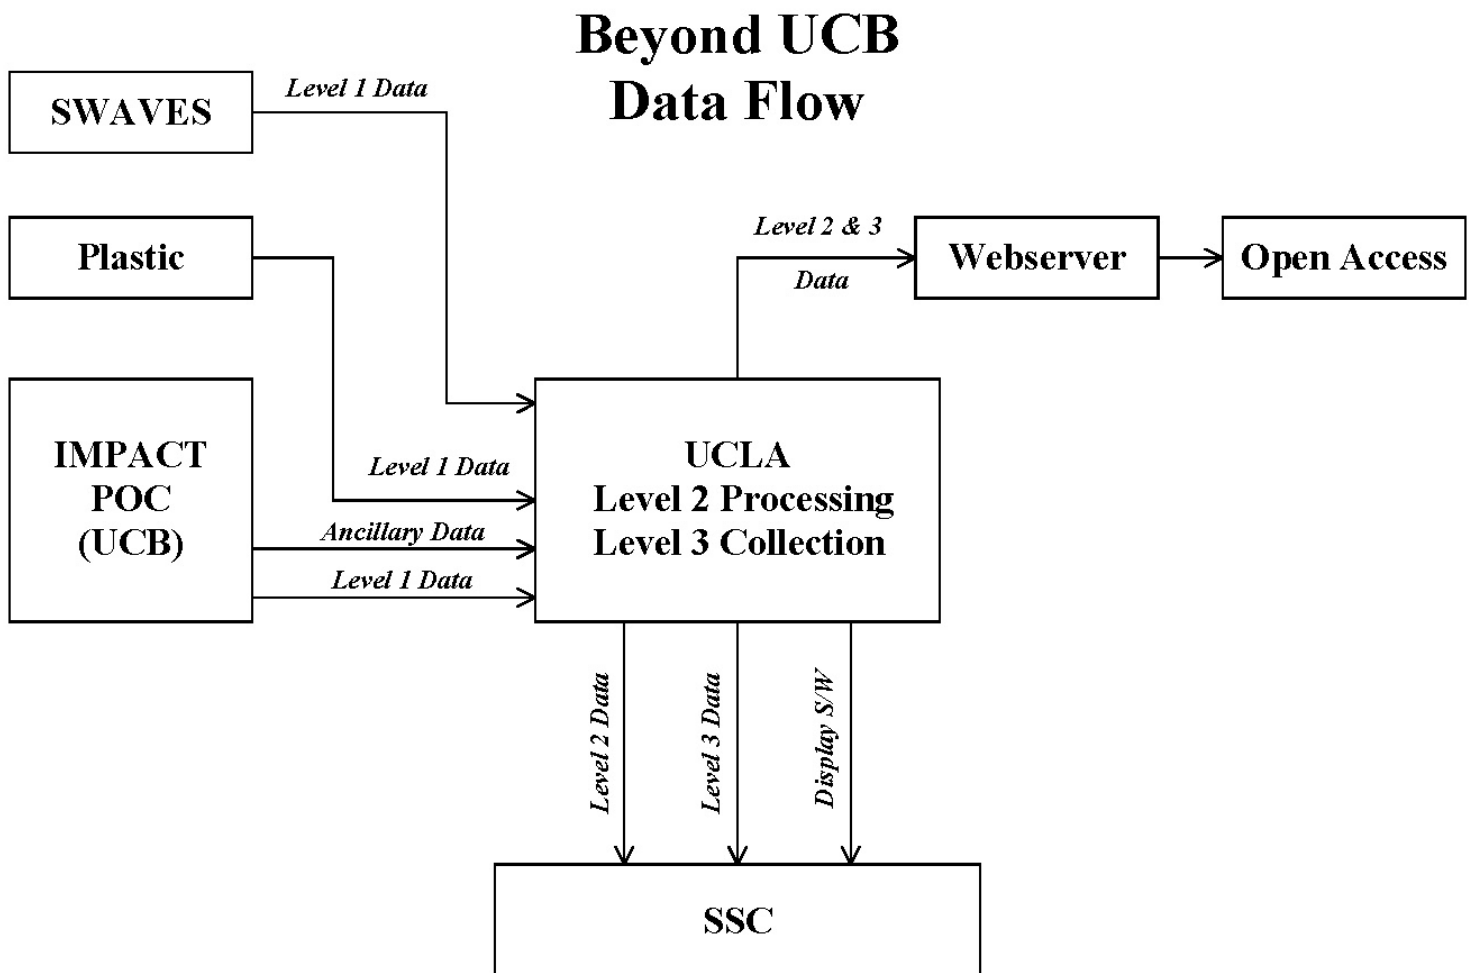 Beyond UCB
Data Flow
SWAVES
Level 1 Data
Plastic
Level 2 & 3
Data
Webserver
Open Access
IMPACT
POC
(UCB)
Level 1 Data
Ancillary Data
Level 1 Data
UCLA
Level 2 Processing
Level 3 Collection
Level 2 Data
Level 3 Data
Display S/W
SSC